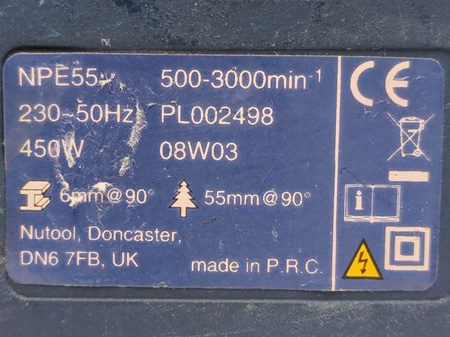 NPE55 500-3000min⁻¹
230~50Hz PL002498
450W 08W03
6mm@90° 55mm@90°
Nutool, Doncaster,
DN6 7FB, UK made in P.R.C.
CE
i